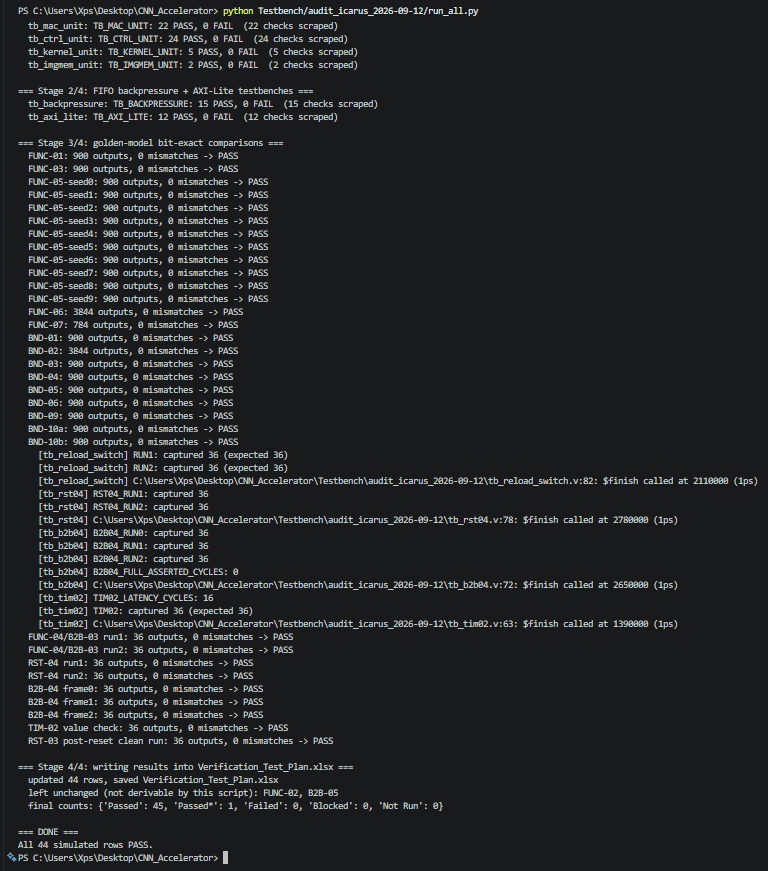 PS C:\Users\Xps\Desktop\CNN_Accelerator> python Testbench/audit_icarus_2026-09-12/run_all.py
tb_mac_unit: TB_MAC_UNIT: 22 PASS, 0 FAIL  (22 checks scraped)
tb_ctrl_unit: TB_CTRL_UNIT: 24 PASS, 0 FAIL  (24 checks scraped)
tb_kernel_unit: TB_KERNEL_UNIT: 5 PASS, 0 FAIL  (5 checks scraped)
tb_imgmem_unit: TB_IMGMEM_UNIT: 2 PASS, 0 FAIL  (2 checks scraped)
=== Stage 2/4: FIFO backpressure + AXI-Lite testbenches ===
tb_backpressure: TB_BACKPRESSURE: 15 PASS, 0 FAIL  (15 checks scraped)
tb_axi_lite: TB_AXI_LITE: 12 PASS, 0 FAIL  (12 checks scraped)
=== Stage 3/4: golden-model bit-exact comparisons ===
FUNC-01: 900 outputs, 0 mismatches -> PASS
FUNC-03: 900 outputs, 0 mismatches -> PASS
FUNC-05-seed0: 900 outputs, 0 mismatches -> PASS
FUNC-05-seed1: 900 outputs, 0 mismatches -> PASS
FUNC-05-seed2: 900 outputs, 0 mismatches -> PASS
FUNC-05-seed3: 900 outputs, 0 mismatches -> PASS
FUNC-05-seed4: 900 outputs, 0 mismatches -> PASS
FUNC-05-seed5: 900 outputs, 0 mismatches -> PASS
FUNC-05-seed6: 900 outputs, 0 mismatches -> PASS
FUNC-05-seed7: 900 outputs, 0 mismatches -> PASS
FUNC-05-seed8: 900 outputs, 0 mismatches -> PASS
FUNC-05-seed9: 900 outputs, 0 mismatches -> PASS
FUNC-06: 3844 outputs, 0 mismatches -> PASS
FUNC-07: 784 outputs, 0 mismatches -> PASS
BND-01: 900 outputs, 0 mismatches -> PASS
BND-02: 3844 outputs, 0 mismatches -> PASS
BND-03: 900 outputs, 0 mismatches -> PASS
BND-04: 900 outputs, 0 mismatches -> PASS
BND-05: 900 outputs, 0 mismatches -> PASS
BND-06: 900 outputs, 0 mismatches -> PASS
BND-09: 900 outputs, 0 mismatches -> PASS
BND-10a: 900 outputs, 0 mismatches -> PASS
BND-10b: 900 outputs, 0 mismatches -> PASS
[tb_reload_switch] RUN1: captured 36 (expected 36)
[tb_reload_switch] RUN2: captured 36 (expected 36)
[tb_reload_switch] C:\Users\Xps\Desktop\CNN_Accelerator\Testbench\audit_icarus_2026-09-12\tb_reload_switch.v:82: $finish called at 2110000 (1ps)
[tb_rst04] RST04_RUN1: captured 36
[tb_rst04] RST04_RUN2: captured 36
[tb_rst04] C:\Users\Xps\Desktop\CNN_Accelerator\Testbench\audit_icarus_2026-09-12\tb_rst04.v:78: $finish called at 2780000 (1ps)
[tb_b2b04] B2B04_RUN0: captured 36
[tb_b2b04] B2B04_RUN1: captured 36
[tb_b2b04] B2B04_RUN2: captured 36
[tb_b2b04] B2B04_FULL_ASSERTED_CYCLES: 0
[tb_b2b04] C:\Users\Xps\Desktop\CNN_Accelerator\Testbench\audit_icarus_2026-09-12\tb_b2b04.v:72: $finish called at 2650000 (1ps)
[tb_tim02] TIM02_LATENCY_CYCLES: 16
[tb_tim02] TIM02: captured 36 (expected 36)
[tb_tim02] C:\Users\Xps\Desktop\CNN_Accelerator\Testbench\audit_icarus_2026-09-12\tb_tim02.v:63: $finish called at 1390000 (1ps)
FUNC-04/B2B-03 run1: 36 outputs, 0 mismatches -> PASS
FUNC-04/B2B-03 run2: 36 outputs, 0 mismatches -> PASS
RST-04 run1: 36 outputs, 0 mismatches -> PASS
RST-04 run2: 36 outputs, 0 mismatches -> PASS
B2B-04 frame0: 36 outputs, 0 mismatches -> PASS
B2B-04 frame1: 36 outputs, 0 mismatches -> PASS
B2B-04 frame2: 36 outputs, 0 mismatches -> PASS
TIM-02 value check: 36 outputs, 0 mismatches -> PASS
RST-03 post-reset clean run: 36 outputs, 0 mismatches -> PASS
=== Stage 4/4: writing results into Verification_Test_Plan.xlsx ===
updated 44 rows, saved Verification_Test_Plan.xlsx
left unchanged (not derivable by this script): FUNC-02, B2B-05
final counts: {'Passed': 45, 'Passed*': 1, 'Failed': 0, 'Blocked': 0, 'Not Run': 0}
=== DONE ===
All 44 simulated rows PASS.
PS C:\Users\Xps\Desktop\CNN_Accelerator>